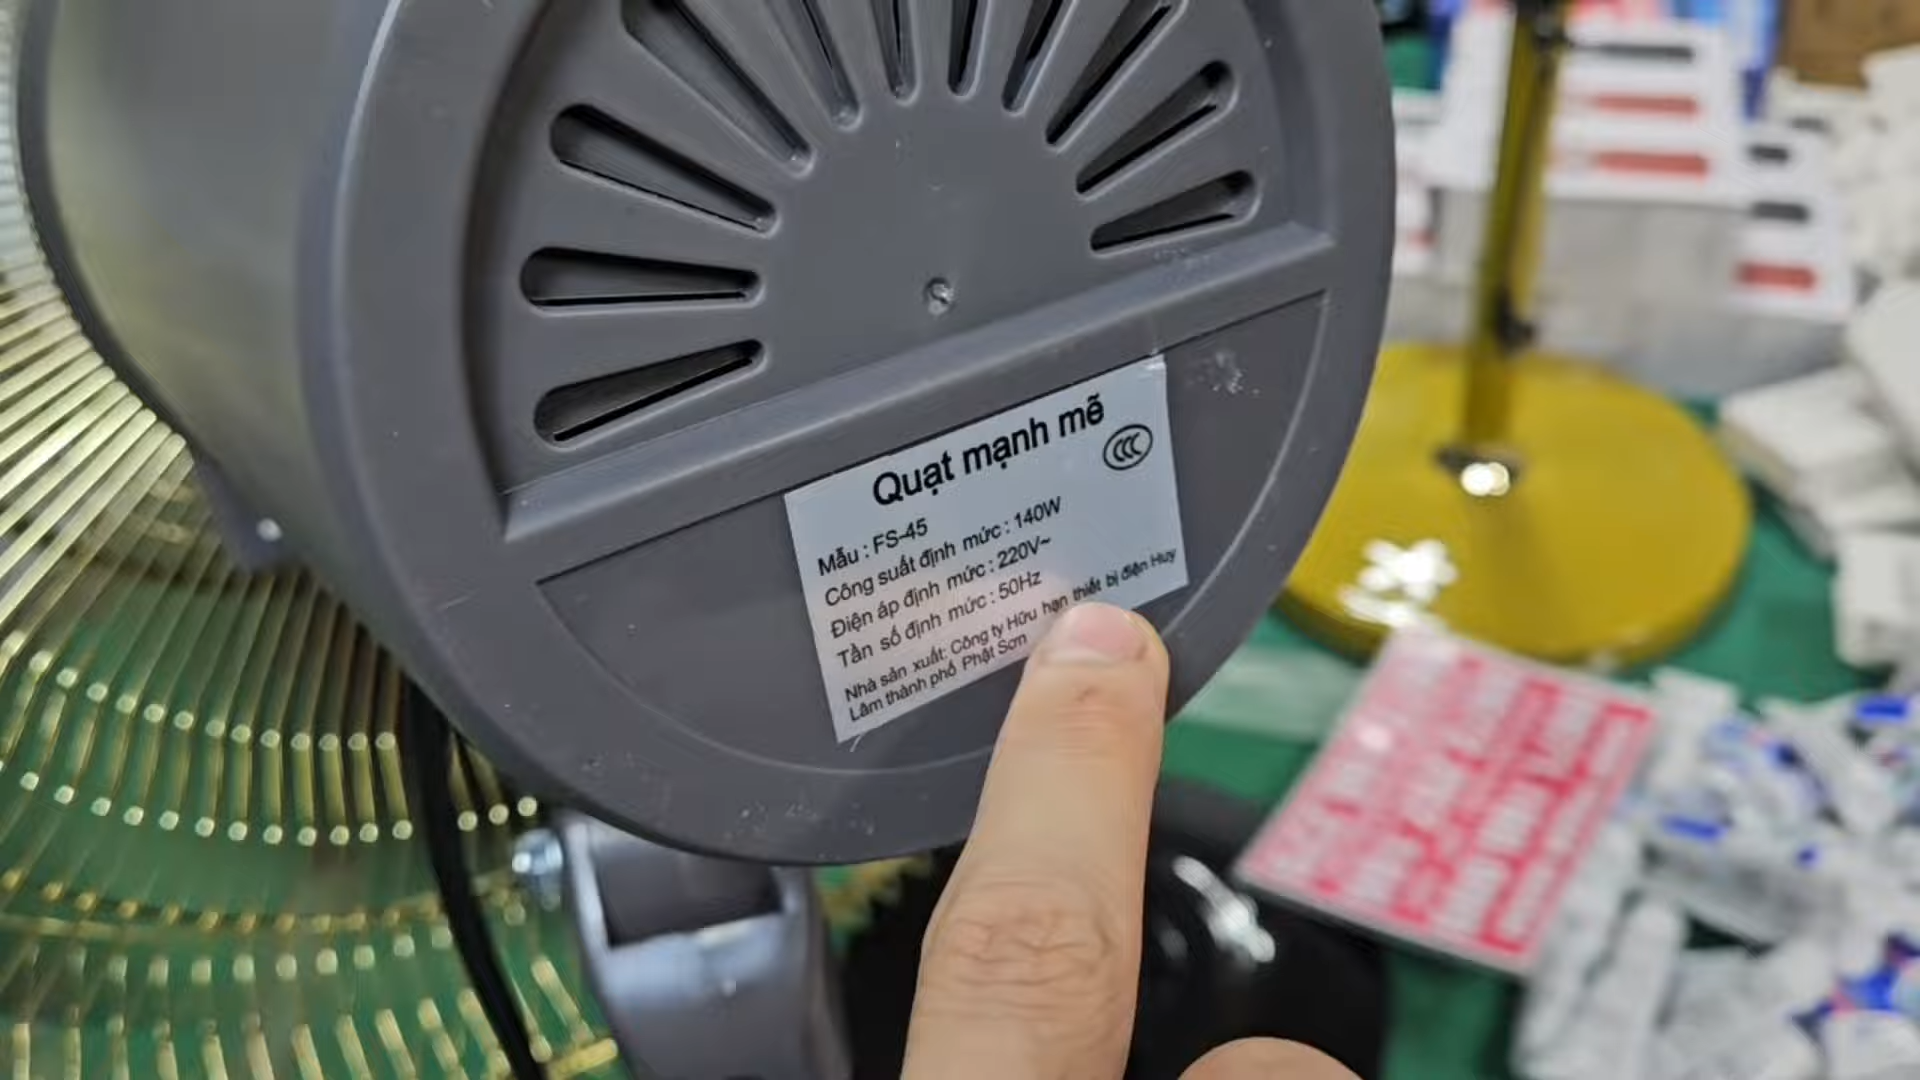 Quạt mạnh mẽ
CCC
Mẫu : FS-45
Công suất định mức : 140W
Điện áp định mức : 220V~
Tần số định mức : 50Hz
Nhà sản xuất: Công ty Hữu hạn thiết bị điện Huy
Lâm thành phố Phật Sơn